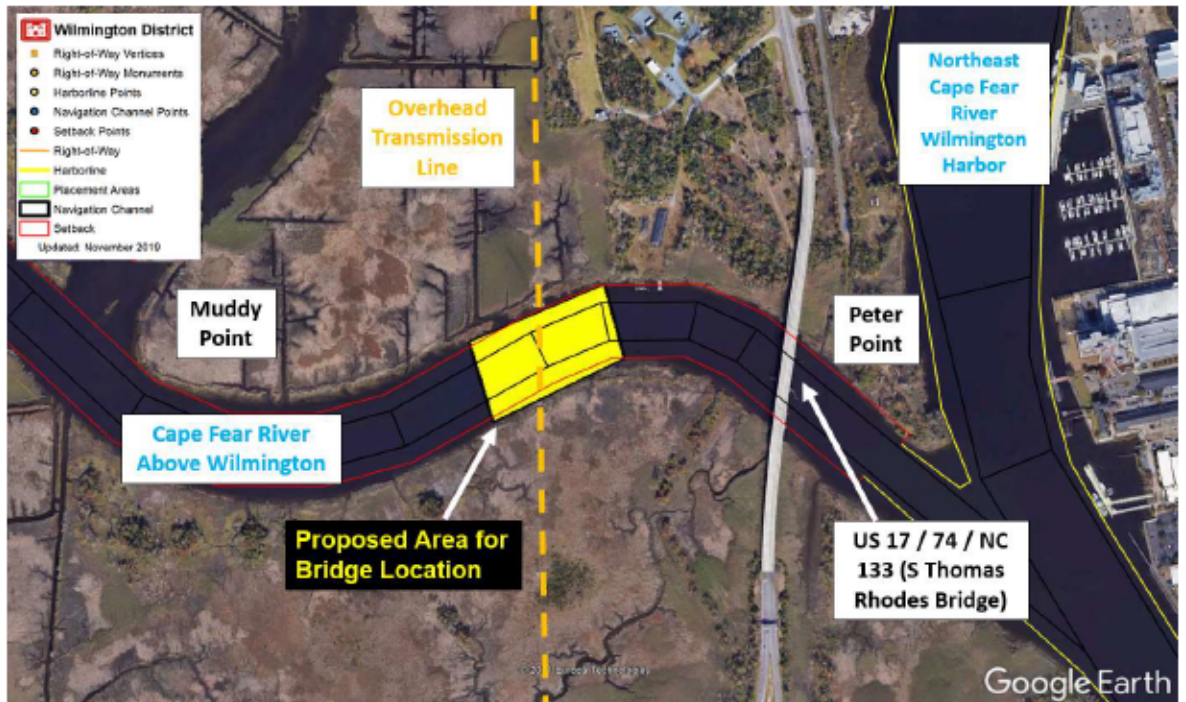 Wilmington District
Right-of-Way Vertices
Right-of-Way Monuments
Harborline Points
Navigation Channel Points
Setback Points
Right-of-Way
Harborline
Placement Areas
Navigation Channel
Setback
Updated: November 2019
Overhead
Transmission
Line
Northeast
Cape Fear
River
Wilmington
Harbor
Muddy
Point
Peter
Point
Cape Fear River
Above Wilmington
Proposed Area for
Bridge Location
US 17 / 74 / NC
133 (S Thomas
Rhodes Bridge)
Technologies
Google Earth